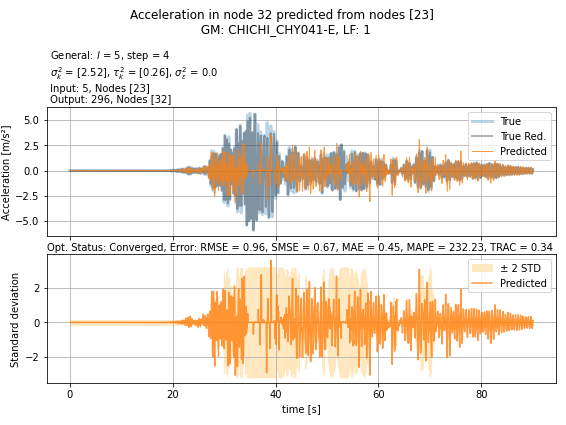 Acceleration in node 32 predicted from nodes [23]
GM: CHICHI_CHY041-E, LF: 1
General: l = 5, step = 4
σ²ₖ = [2.52], τ²ₖ = [0.26], σ²ε = 0.0
Input: 5, Nodes [23]
Output: 296, Nodes [32]
Acceleration [m/s²]
5.0
2.5
0.0
−2.5
−5.0
True
True Red.
Predicted
Opt. Status: Converged, Error: RMSE = 0.96, SMSE = 0.67, MAE = 0.45, MAPE = 232.23, TRAC = 0.34
Standard deviation
2
0
−2
± 2 STD
Predicted
0 20 40 60 80
time [s]